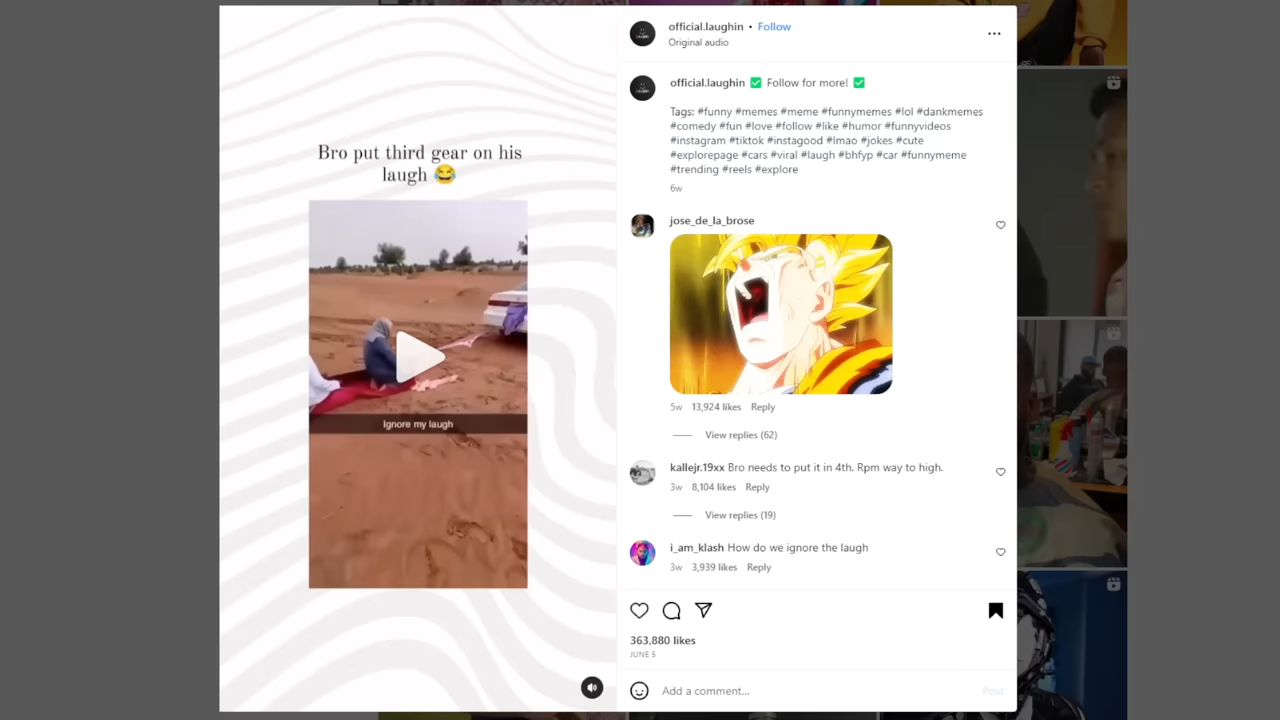 Bro put third gear on his
laugh 😂
Ignore my laugh
official.laughin • Follow
Original audio
official.laughin ✅ Follow for more! ✅
Tags: #funny #memes #meme #funnymemes #lol #dankmemes
#comedy #fun #love #follow #like #humor #funnyvideos
#instagram #tiktok #instagood #lmao #jokes #cute
#explorepage #cars #viral #laugh #bhfyp #car #funnymeme
#trending #reels #explore
6w
jose_de_la_brose
5w 13,924 likes Reply
View replies (62)
kallejr.19xx Bro needs to put it in 4th. Rpm way to high.
3w 8,104 likes Reply
View replies (19)
i_am_klash How do we ignore the laugh
3w 3,939 likes Reply
363,880 likes
JUNE 5
Add a comment...
Post